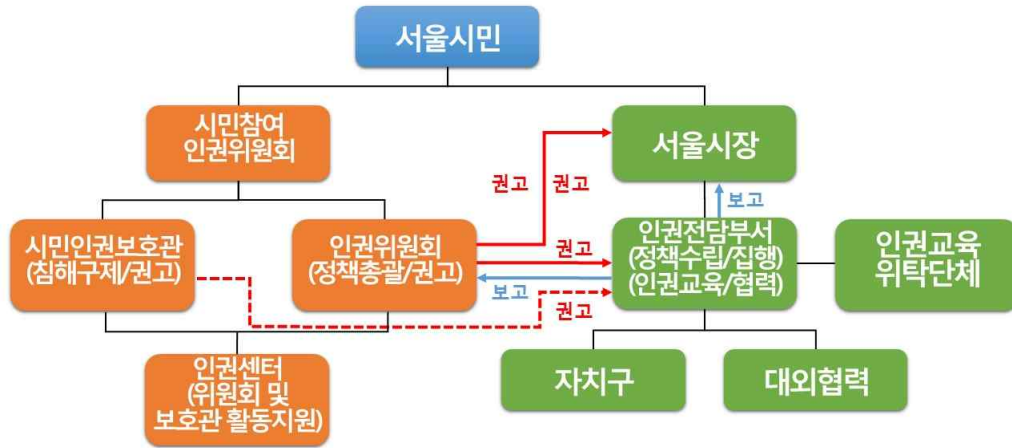 서울시민
시민참여
인권위원회
서울시장
권고
권고
보고
시민인권보호관
(침해구제/권고)
인권위원회
(정책총괄/권고)
권고
보고
권고
인권전담부서
(정책수립/집행)
(인권교육/협력)
인권교육
위탁단체
인권센터
(위원회 및
보호관 활동지원)
자치구
대외협력